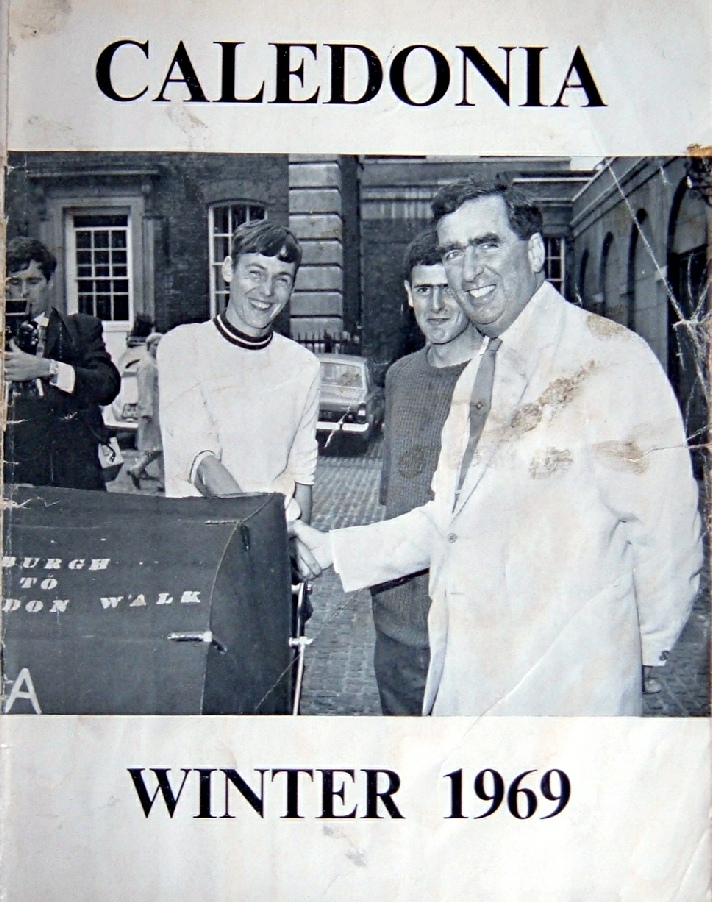 CALEDONIA
BURGH
TO
DON WALK
A
WINTER 1969